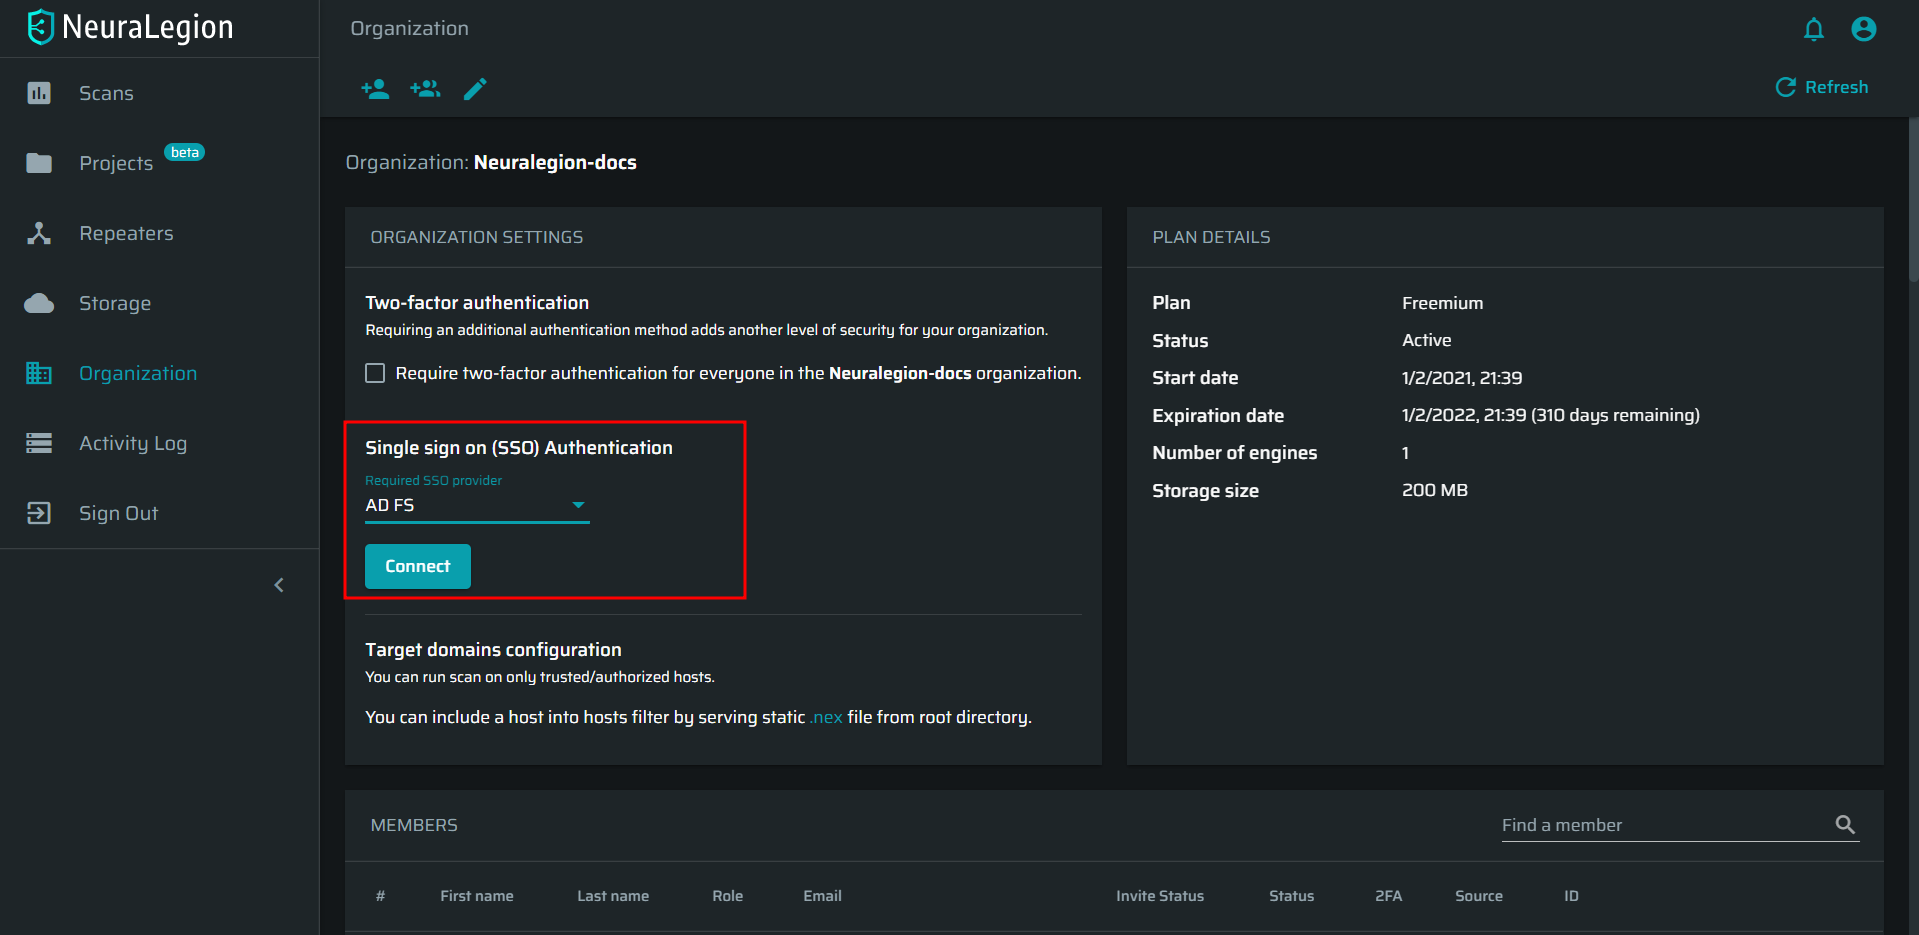 NeuraLegion
Scans
Projects beta
Repeaters
Storage
Organization
Activity Log
Sign Out
Organization
Refresh
Organization: Neuralegion-docs
ORGANIZATION SETTINGS
Two-factor authentication
Requiring an additional authentication method adds another level of security for your organization.
Require two-factor authentication for everyone in the Neuralegion-docs organization.
Single sign on (SSO) Authentication
Required SSO provider
AD FS
Connect
Target domains configuration
You can run scan on only trusted/authorized hosts.
You can include a host into hosts filter by serving static .nex file from root directory.
PLAN DETAILS
Plan Freemium
Status Active
Start date 1/2/2021, 21:39
Expiration date 1/2/2022, 21:39 (310 days remaining)
Number of engines 1
Storage size 200 MB
MEMBERS
Find a member
# First name Last name Role Email Invite Status Status 2FA Source ID